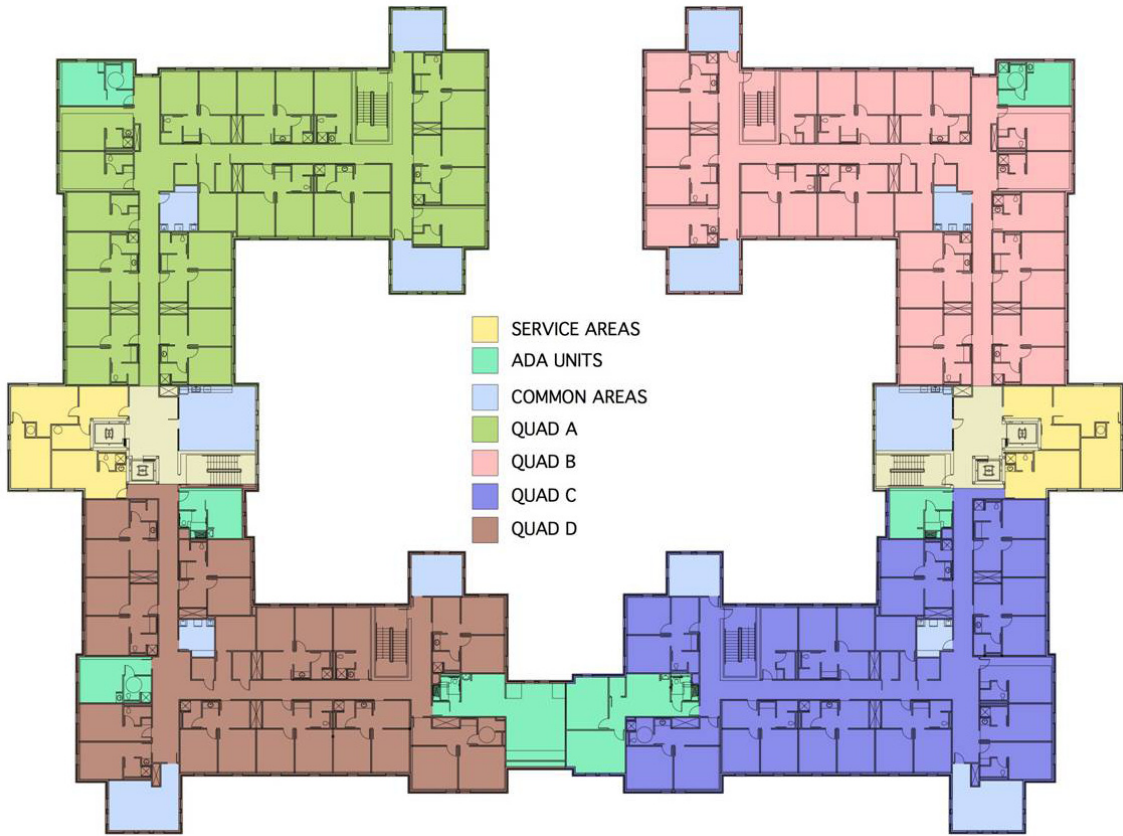 SERVICE AREAS
ADA UNITS
COMMON AREAS
QUAD A
QUAD B
QUAD C
QUAD D